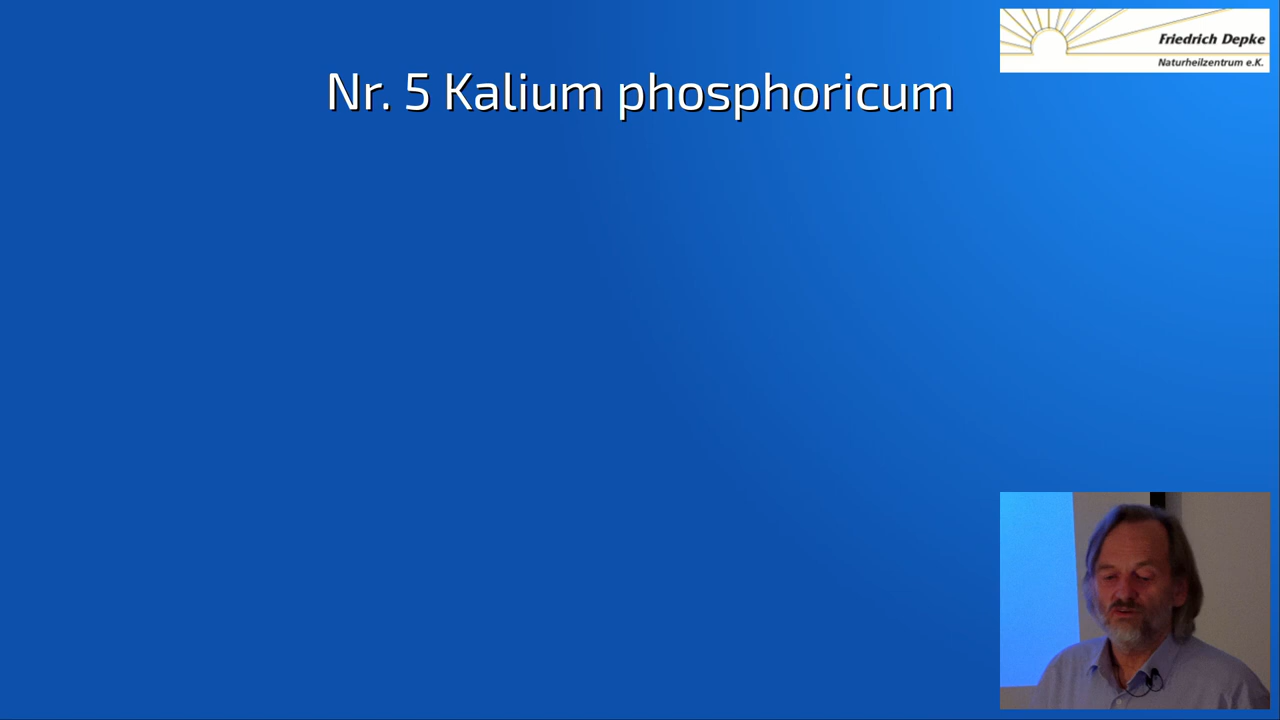 Friedrich Depke
Naturheilzentrum e.K.
Nr. 5 Kalium phosphoricum